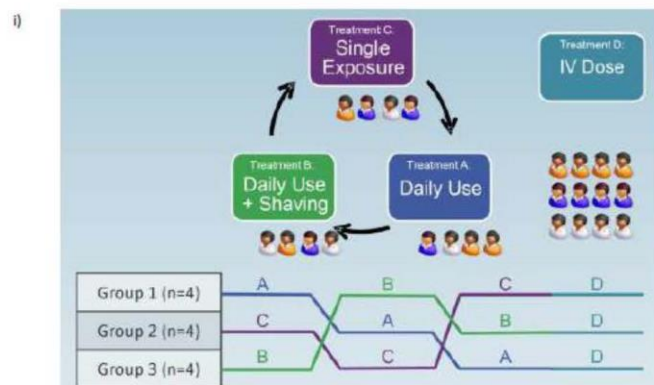 i)
Treatment C:
Single
Exposure
Treatment D:
IV Dose
Treatment B:
Daily Use
+ Shaving
Treatment A:
Daily Use
Group 1 (n=4) A B C D
Group 2 (n=4) C A B D
Group 3 (n=4) B C A D